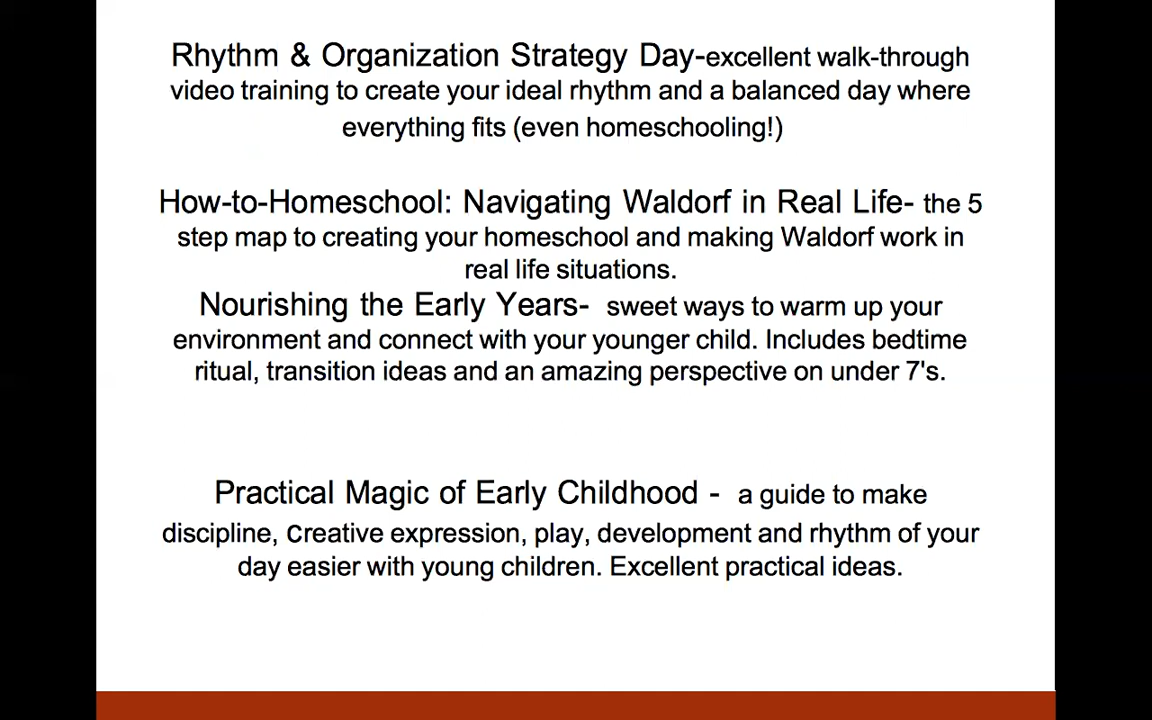 Rhythm & Organization Strategy Day-excellent walk-through
video training to create your ideal rhythm and a balanced day where
everything fits (even homeschooling!)
How-to-Homeschool: Navigating Waldorf in Real Life- the 5
step map to creating your homeschool and making Waldorf work in
real life situations.
Nourishing the Early Years- sweet ways to warm up your
environment and connect with your younger child. Includes bedtime
ritual, transition ideas and an amazing perspective on under 7's.
Practical Magic of Early Childhood - a guide to make
discipline, creative expression, play, development and rhythm of your
day easier with young children. Excellent practical ideas.